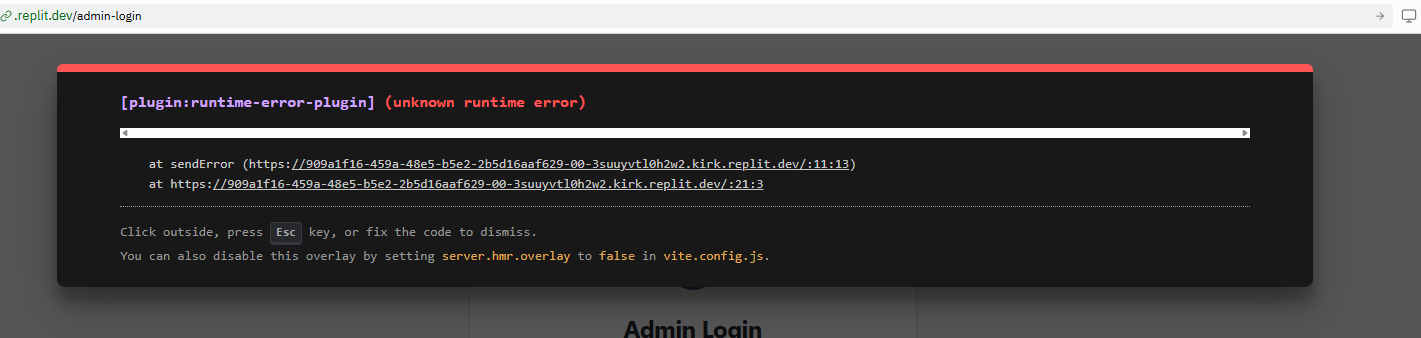 .replit.dev/admin-login
[plugin:runtime-error-plugin] (unknown runtime error)
at sendError (https://909a1f16-459a-48e5-b5e2-2b5d16aaf629-00-3suuyvtl0h2w2.kirk.replit.dev/:11:13)
at https://909a1f16-459a-48e5-b5e2-2b5d16aaf629-00-3suuyvtl0h2w2.kirk.replit.dev/:21:3
Click outside, press Esc key, or fix the code to dismiss.
You can also disable this overlay by setting server.hmr.overlay to false in vite.config.js.
Admin Login